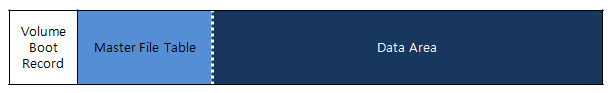 Volume
Boot
Record
Master File Table
Data Area